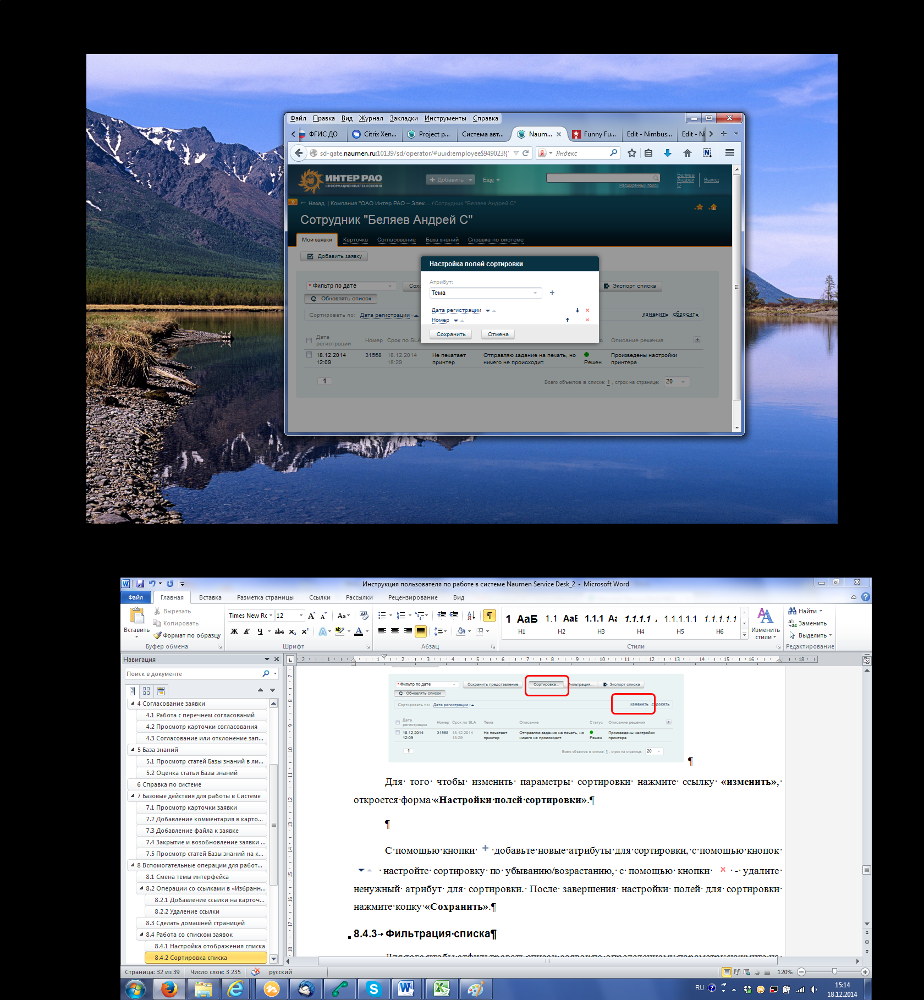 Файл Правка Вид Журнал Закладки Инструменты Справка
ФГИС ДО Citrix Xen... Project p... Система авт... Naum... Funny Fu... Edit - Nimbus... Edit - Ni
sd-gate.naumen.ru:10139/sd/operator/#uuid:employee$949023!{' Яндекс
ИНТЕР РАО
ИНФОРМАЦИОННЫЕ ТЕХНОЛОГИИ
Добавить Еще
Расширенный поиск
Беляев
Андрей
С
Выход
← Назад | Компания "ОАО Интер РАО – Элек... / Сотрудник "Беляев Андрей С"
Сотрудник "Беляев Андрей С"
Мои заявки Карточка Согласование База знаний Справка по системе
Добавить заявку
* Фильтр по дате Сох Экспорт списка
Обновлять список
Сортировать по: Дата регистрации изменить сбросить
Настройка полей сортировки
Атрибут:
Тема
Дата регистрации
Номер
Сохранить Отмена
Дата
регистрации Номер Срок по SLA с Описание решения
18.12.2014 31568 18.12.2014 Не печатает Отправляю задание на печать, но Произведены настройки
12:09 18:29 принтер ничего не происходит. Решен принтера
1 Всего объектов в списке: 1 , строк на странице: 20
Инструкция пользователя по работе в системе Naumen Service Desk_2 - Microsoft Word
Файл Главная Вставка Разметка страницы Ссылки Рассылки Рецензирование Вид
Вставить
Вырезать
Копировать
Формат по образцу
Буфер обмена
Times New Rc 12
Шрифт
Абзац
1 АаБ 1.1 АаЕ 1.1.1 Аа 1.1.1.1 1.1.1.1.1 1.1.1.1.1
H1 H2 H3 H4 H5 H6
Изменить
стили
Стили
Найти
Заменить
Выделить
Редактирование
Навигация
Поиск в документе
4 Согласование заявки
4.1 Работа с перечнем согласований
4.2 Просмотр карточки согласования
4.3 Согласование или отклонение зап...
5 База знаний
5.1 Просмотр статей Базы знаний в ли...
5.2 Оценка статьи Базы знаний
6 Справка по системе
7 Базовые действия для работы в Системе
7.1 Просмотр карточки заявки
7.2 Добавление комментария в карто...
7.3 Добавление файла к заявке
7.4 Закрытие и возобновление заявки ...
7.5 Просмотр статей Базы знаний на к...
8 Вспомогательные операции для работ...
8.1 Смена темы интерфейса
8.2 Операции со ссылками в «Избранн...
8.2.1 Добавление ссылки на карточ...
8.2.2 Удаление ссылки
8.3 Сделать домашней страницей
8.4 Работа со списком заявок
8.4.1 Настройка отображения списка
8.4.2 Сортировка списка
* Фильтр по дате Сохранить представление Сортировка... Фильтрация... Экспорт списка
Обновлять список
Сортировать по: Дата регистрации изменить сбросить
Дата
регистрации Номер Срок по SLA Тема Описание Статус Описание решения
18.12.2014 31568 18.12.2014 Не печатает Отправляю задание на печать, но Произведены настройки
12:09 18:29 принтер ничего не происходит. Решен принтера
1 Всего объектов в списке: 1 , строк на странице: 20
¶
Для того чтобы изменить параметры сортировки нажмите ссылку «изменить»,
откроется форма «Настройки полей сортировки».¶
¶
С помощью кнопки + добавьте новые атрибуты для сортировки, с помощью кнопок
настройте сортировку по убыванию/возрастанию, с помощью кнопки × - удалите
ненужный атрибут для сортировки. После завершения настройки полей для сортировки
нажмите копку «Сохранить».¶
8.4.3→ Фильтрация списка¶
Страница: 32 из 39 Число слов: 3 235 русский 120%
RU 15:14
18.12.2014